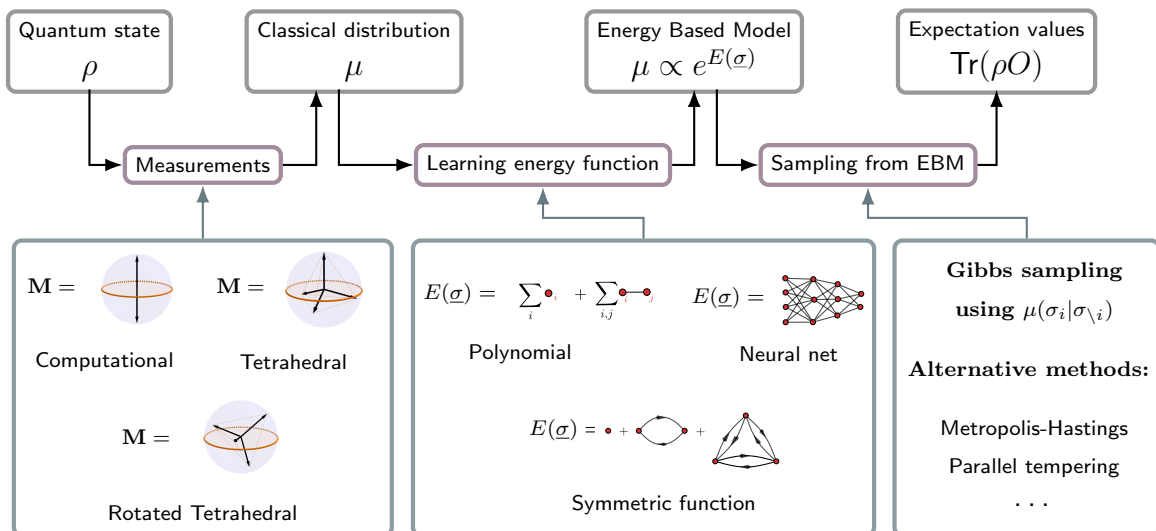 Quantum state
ρ
Classical distribution
μ
Energy Based Model
μ ∝ e^{E(σ)}
Expectation values
Tr(ρO)
Measurements
Learning energy function
Sampling from EBM
M =
M =
Computational
Tetrahedral
M =
Rotated Tetrahedral
E(σ) = ∑_i i + ∑_{i,j} i j
E(σ) =
Polynomial
Neural net
E(σ) = + +
Symmetric function
Gibbs sampling
using μ(σ_i|σ_{\i})
Alternative methods:
Metropolis-Hastings
Parallel tempering
. . .